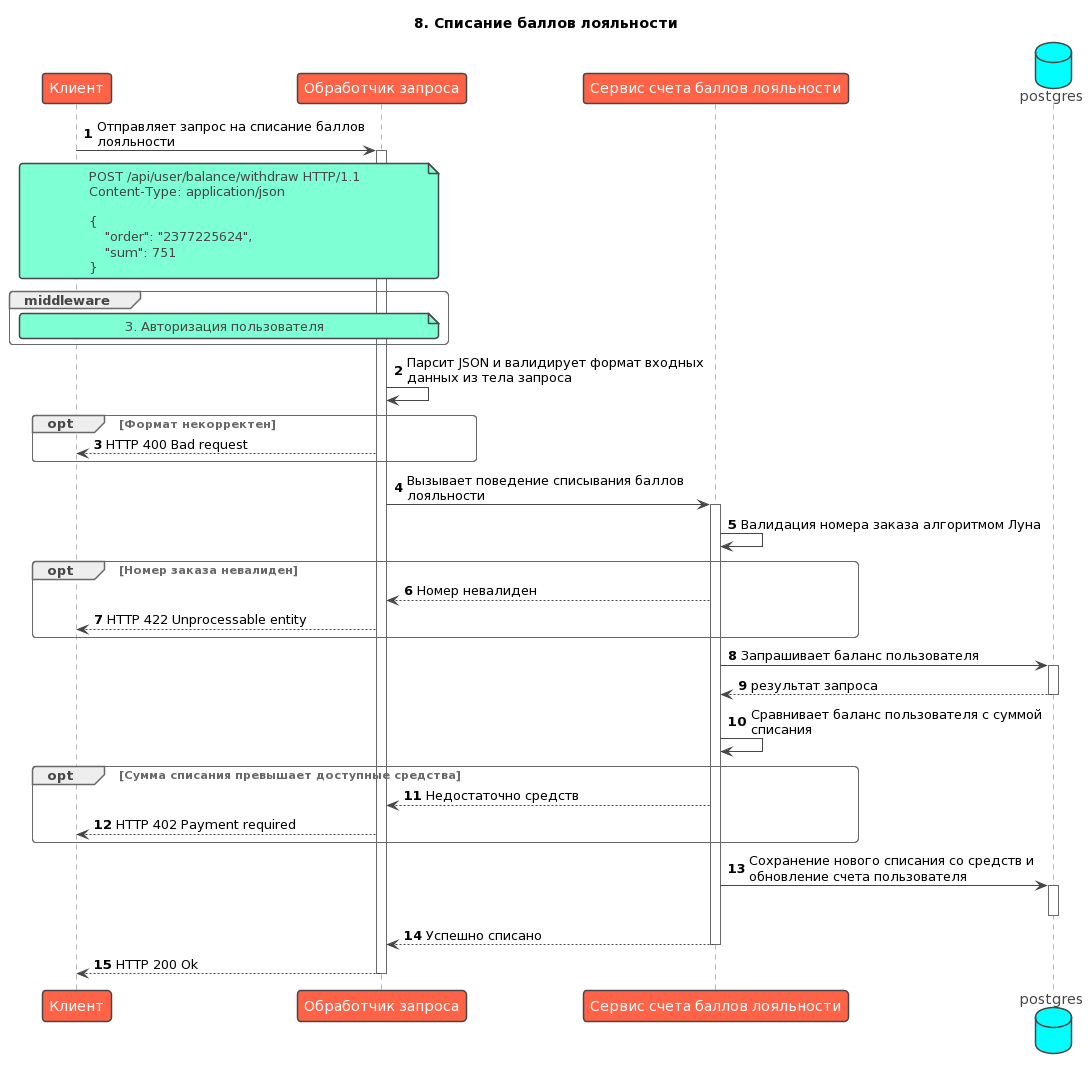 8. Списание баллов лояльности
Клиент
Обработчик запроса
Сервис счета баллов лояльности
postgres
1 Отправляет запрос на списание баллов
лояльности
POST /api/user/balance/withdraw HTTP/1.1
Content-Type: application/json
{
"order": "2377225624",
"sum": 751
}
middleware
3. Авторизация пользователя
2 Парсит JSON и валидирует формат входных
данных из тела запроса
opt [Формат некорректен]
3 HTTP 400 Bad request
4 Вызывает поведение списывания баллов
лояльности
5 Валидация номера заказа алгоритмом Луна
opt [Номер заказа невалиден]
6 Номер невалиден
7 HTTP 422 Unprocessable entity
8 Запрашивает баланс пользователя
9 результат запроса
10 Сравнивает баланс пользователя с суммой
списания
opt [Сумма списания превышает доступные средства]
11 Недостаточно средств
12 HTTP 402 Payment required
13 Сохранение нового списания со средств и
обновление счета пользователя
14 Успешно списано
15 HTTP 200 Ok
Клиент
Обработчик запроса
Сервис счета баллов лояльности
postgres